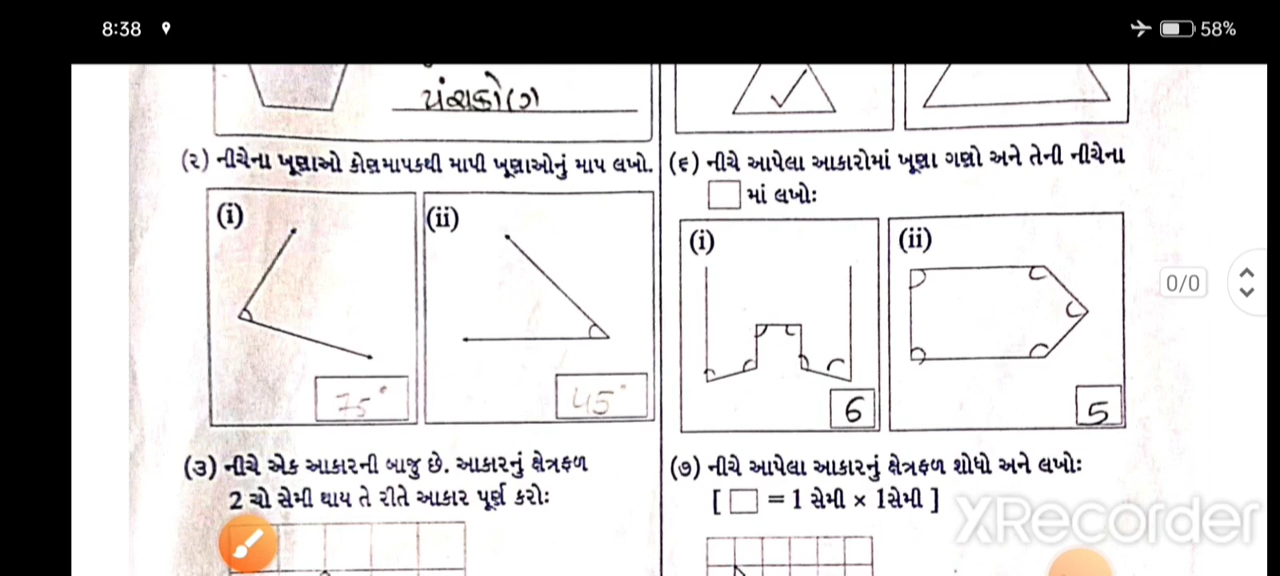 8:38
58%
પંચકોણ
(૨) નીચેના ખૂણાઓ કોણમાપકથી માપી ખૂણાઓનું માપ લખો.
(i)
(ii)
75°
45°
(૩) નીચે એક આકારની બાજુ છે. આકારનું ક્ષેત્રફળ
2 ચો સેમી થાય તે રીતે આકાર પૂર્ણ કરોઃ
(૬) નીચે આપેલા આકારોમાં ખૂણા ગણો અને તેની નીચેના
માં લખોઃ
(i)
(ii)
6
5
(૭) નીચે આપેલા આકારનું ક્ષેત્રફળ શોધો અને લખોઃ
[ = 1 સેમી × 1સેમી ]
0/0
XRecorder